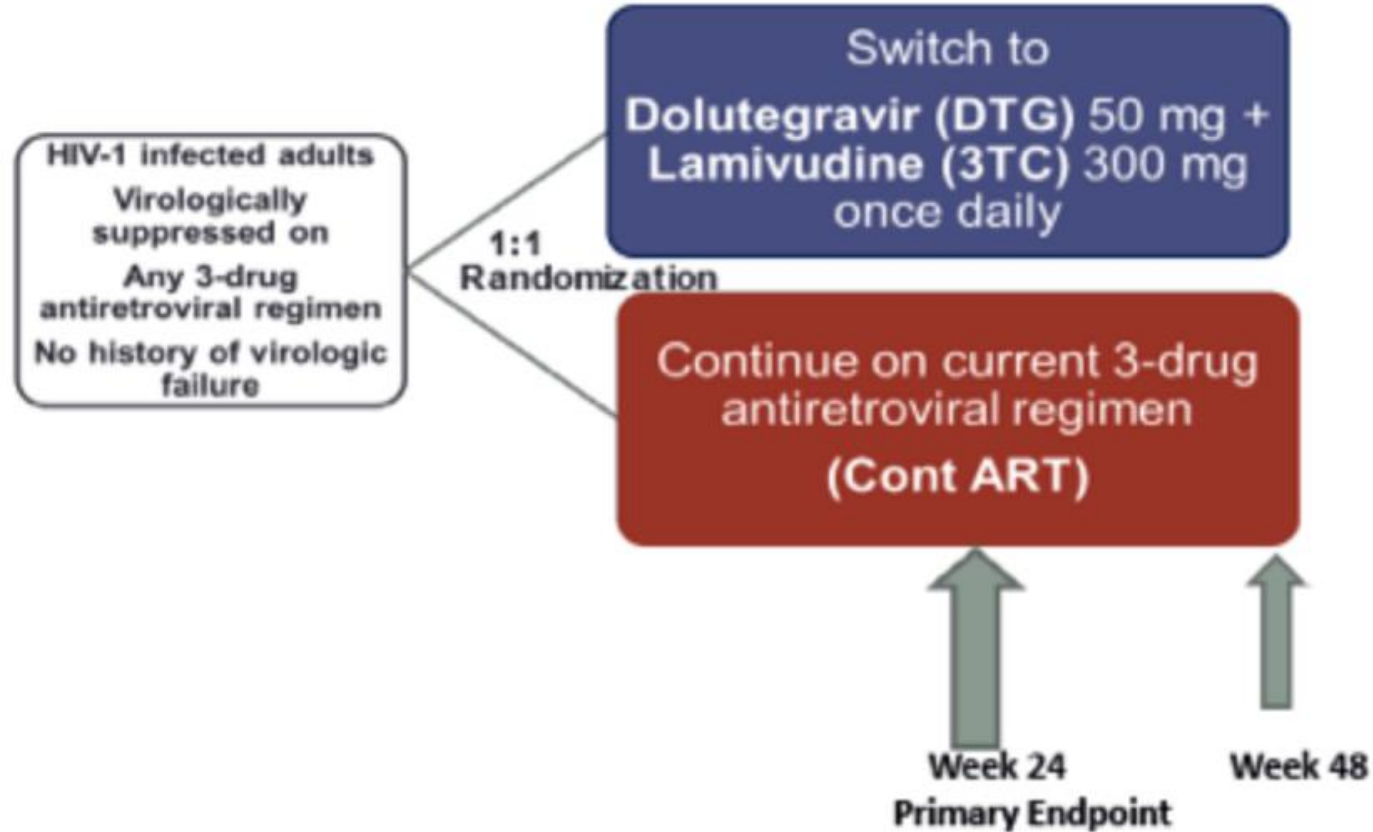 HIV-1 infected adults
Virologically
suppressed on
Any 3-drug
antiretroviral regimen
No history of virologic
failure
1:1
Randomization
Switch to
Dolutegravir (DTG) 50 mg +
Lamivudine (3TC) 300 mg
once daily
Continue on current 3-drug
antiretroviral regimen
(Cont ART)
Week 24
Primary Endpoint
Week 48